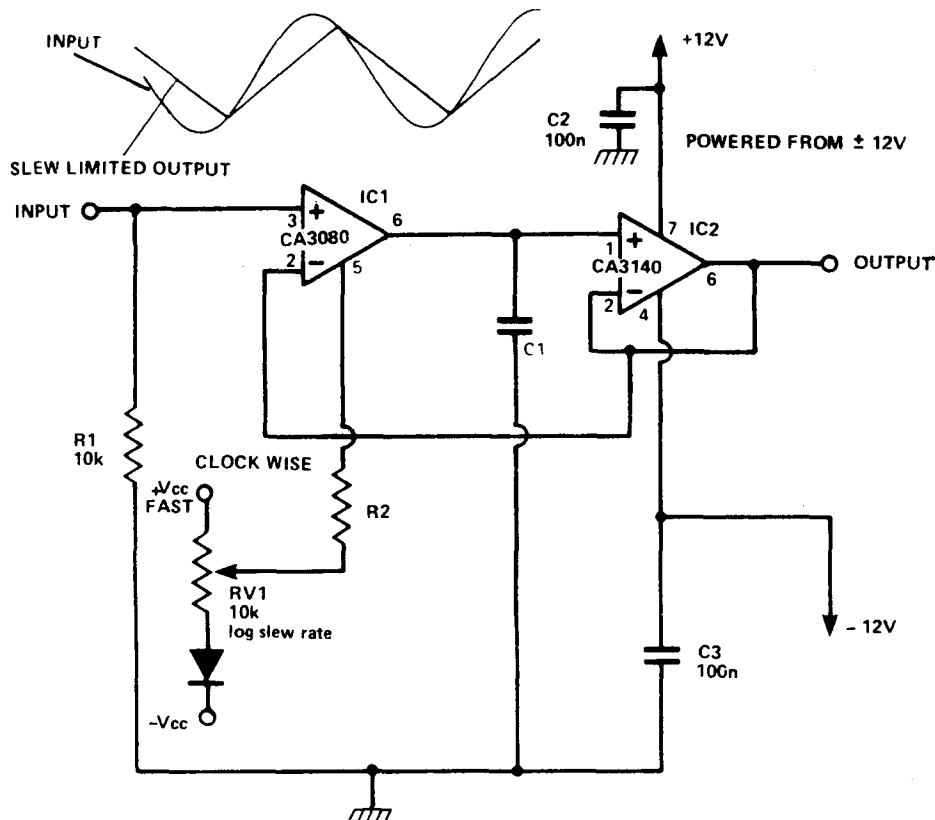 INPUT
SLEW LIMITED OUTPUT
+12V
C2
100n
POWERED FROM ± 12V
INPUT
3
+
IC1
CA3080
2
−
5
6
1
+
7
IC2
CA3140
2
−
4
6
OUTPUT
C1
R1
10k
CLOCK WISE
+Vcc
FAST
R2
RV1
10k
log slew rate
−Vcc
− 12V
C3
100n